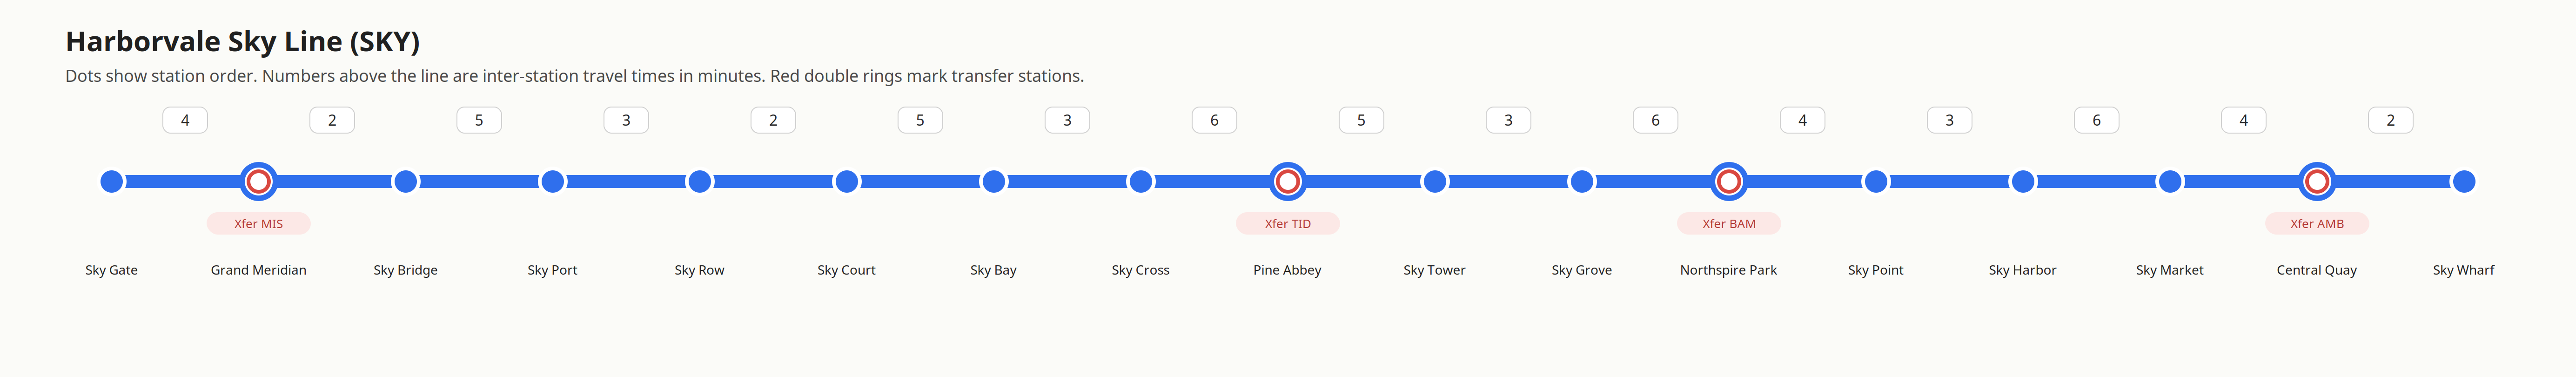 Harborvale Sky Line (SKY)
Dots show station order. Numbers above the line are inter-station travel times in minutes. Red double rings mark transfer stations.
4 2 5 3 2 5 3 6 5 3 6 4 3 6 4 2
Xfer MIS Xfer TID Xfer BAM Xfer AMB
Sky Gate Grand Meridian Sky Bridge Sky Port Sky Row Sky Court Sky Bay Sky Cross Pine Abbey Sky Tower Sky Grove Northspire Park Sky Point Sky Harbor Sky Market Central Quay Sky Wharf